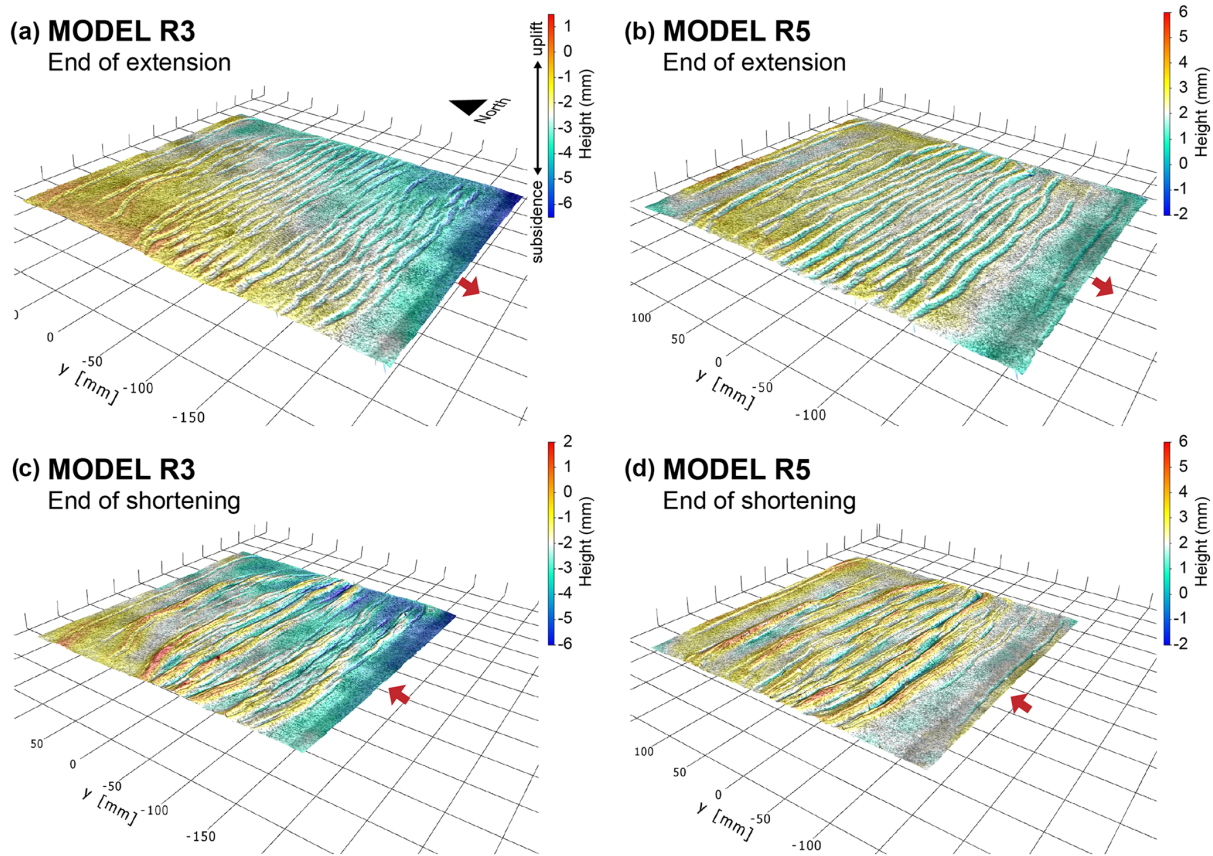 (a) MODEL R3
End of extension
uplift
subsidence
North
1
0
-1
-2
-3
-4
-5
-6
Height (mm)
0
-50
-100
-150
y [mm]
(b) MODEL R5
End of extension
6
5
4
3
2
1
0
-1
-2
Height (mm)
100
50
0
-50
-100
y [mm]
(c) MODEL R3
End of shortening
2
1
0
-1
-2
-3
-4
-5
-6
Height (mm)
50
0
-50
-100
-150
y [mm]
(d) MODEL R5
End of shortening
6
5
4
3
2
1
0
-1
-2
Height (mm)
100
50
0
-50
-100
y [mm]